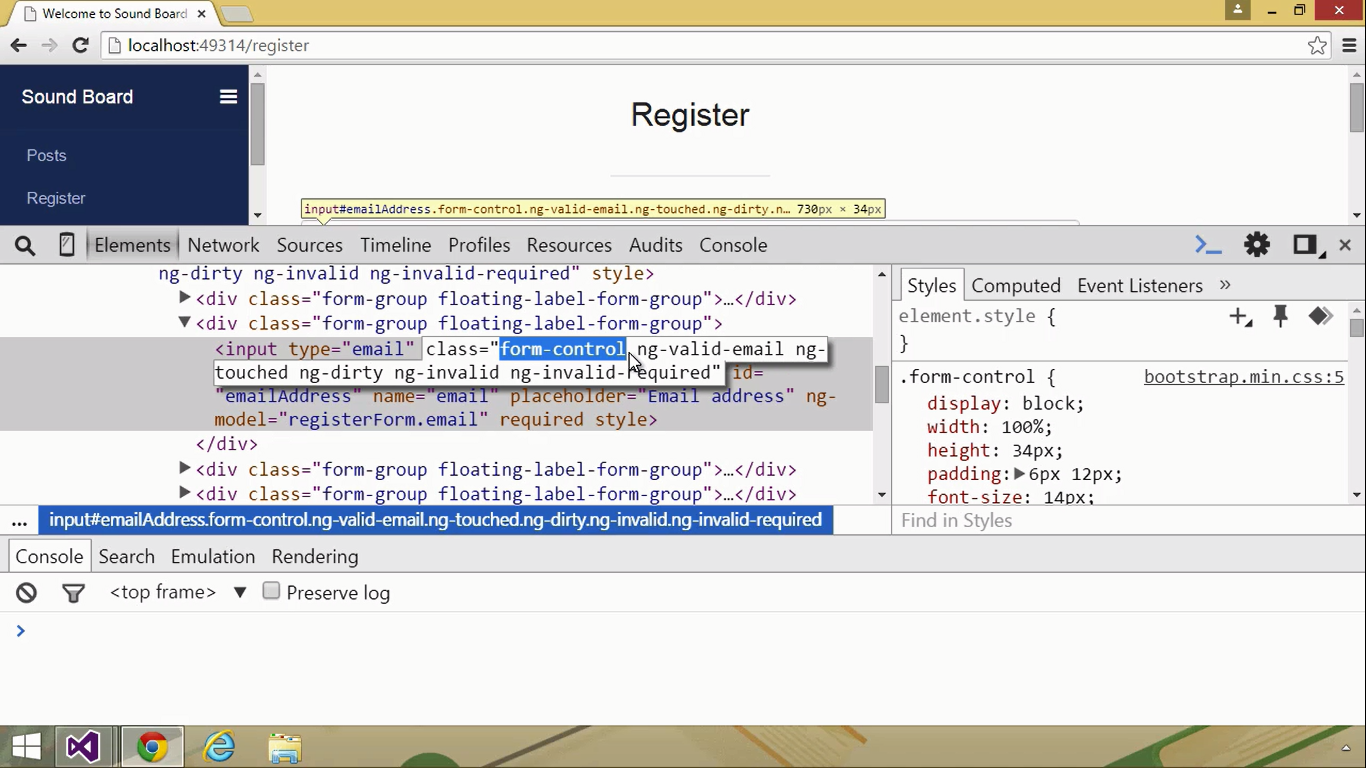 Welcome to Sound Board
localhost:49314/register
Sound Board
Register
Posts
Register
input#emailAddress.form-control.ng-valid-email.ng-touched.ng-dirty.n… 730px × 34px
Elements Network Sources Timeline Profiles Resources Audits Console
ng-dirty ng-invalid ng-invalid-required" style>
<div class="form-group floating-label-form-group">…</div>
<div class="form-group floating-label-form-group">
<input type="email" class="form-control ng-valid-email ng-
touched ng-dirty ng-invalid ng-invalid-required" id=
"emailAddress" name="email" placeholder="Email address" ng-
model="registerForm.email" required style>
</div>
<div class="form-group floating-label-form-group">…</div>
<div class="form-group floating-label-form-group">…</div>
... input#emailAddress.form-control.ng-valid-email.ng-touched.ng-dirty.ng-invalid.ng-invalid-required
Styles Computed Event Listeners »
element.style {
}
.form-control { bootstrap.min.css:5
display: block;
width: 100%;
height: 34px;
padding: 6px 12px;
font-size: 14px;
Find in Styles
Console Search Emulation Rendering
<top frame> Preserve log